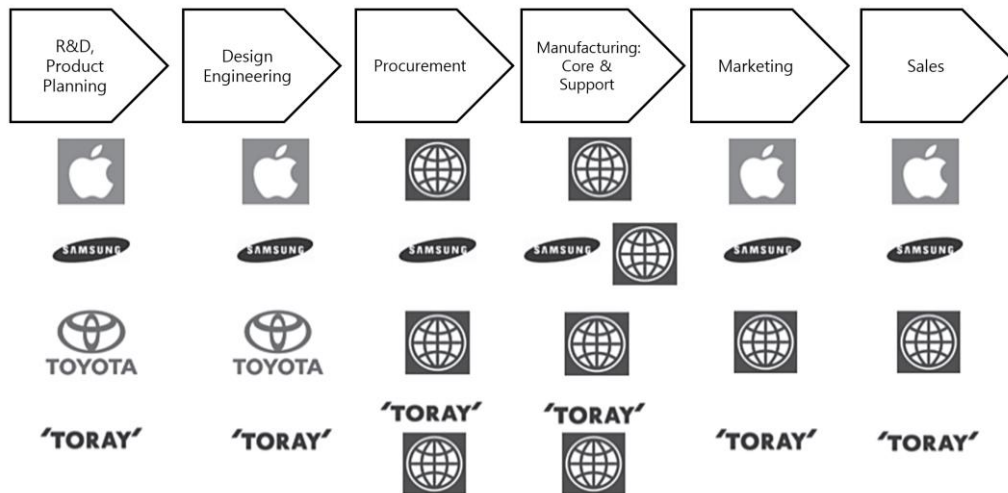 R&D,
Product
Planning
Design
Engineering
Procurement
Manufacturing:
Core &
Support
Marketing
Sales
SAMSUNG SAMSUNG SAMSUNG SAMSUNG SAMSUNG SAMSUNG
TOYOTA TOYOTA
'TORAY' 'TORAY' 'TORAY' 'TORAY' 'TORAY' 'TORAY'